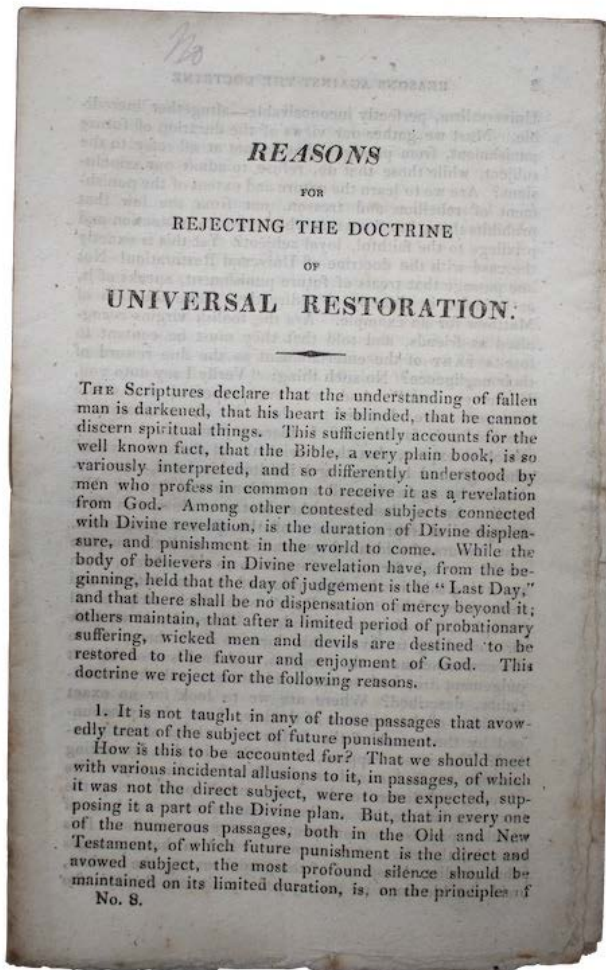 REASONS
FOR
REJECTING THE DOCTRINE
OF
UNIVERSAL RESTORATION.
THE Scriptures declare that the understanding of fallen
man is darkened, that his heart is blinded, that he cannot
discern spiritual things. This sufficiently accounts for the
well known fact, that the Bible, a very plain book, is so
variously interpreted, and so differently understood by
men who profess in common to receive it as a revelation
from God. Among other contested subjects connected
with Divine revelation, is the duration of Divine displea-
sure, and punishment in the world to come. While the
body of believers in Divine revelation have, from the be-
ginning, held that the day of judgement is the "Last Day,"
and that there shall be no dispensation of mercy beyond it;
others maintain, that after a limited period of probationary
suffering, wicked men and devils are destined to be
restored to the favour and enjoyment of God. This
doctrine we reject for the following reasons.
1. It is not taught in any of those passages that avow-
edly treat of the subject of future punishment.
How is this to be accounted for? That we should meet
with various incidental allusions to it, in passages, of which
it was not the direct subject, were to be expected, sup-
posing it a part of the Divine plan. But, that in every one
of the numerous passages, both in the Old and New
Testament, of which future punishment is the direct and
avowed subject, the most profound silence should be
maintained on its limited duration, is, on the principles of
No. 8.